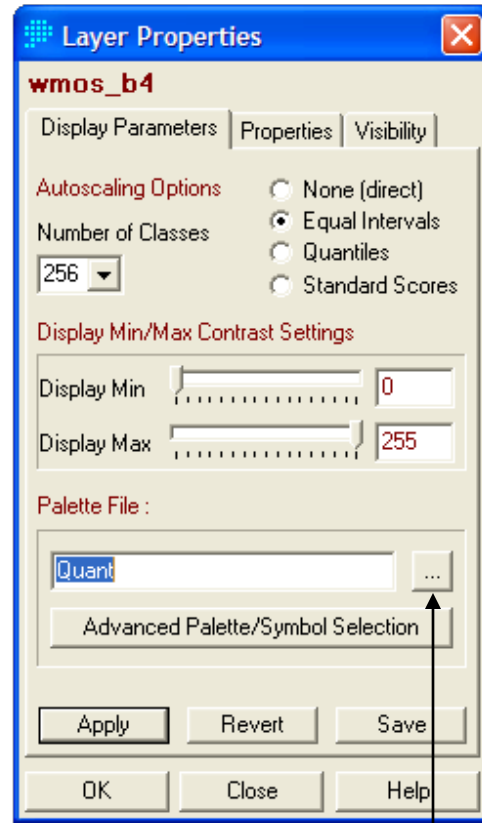 Layer Properties
wmos_b4
Display Parameters Properties Visibility
Autoscaling Options
Number of Classes
256
None (direct)
Equal Intervals
Quantiles
Standard Scores
Display Min/Max Contrast Settings
Display Min 0
Display Max 255
Palette File :
Quant ...
Advanced Palette/Symbol Selection
Apply Revert Save
OK Close Help